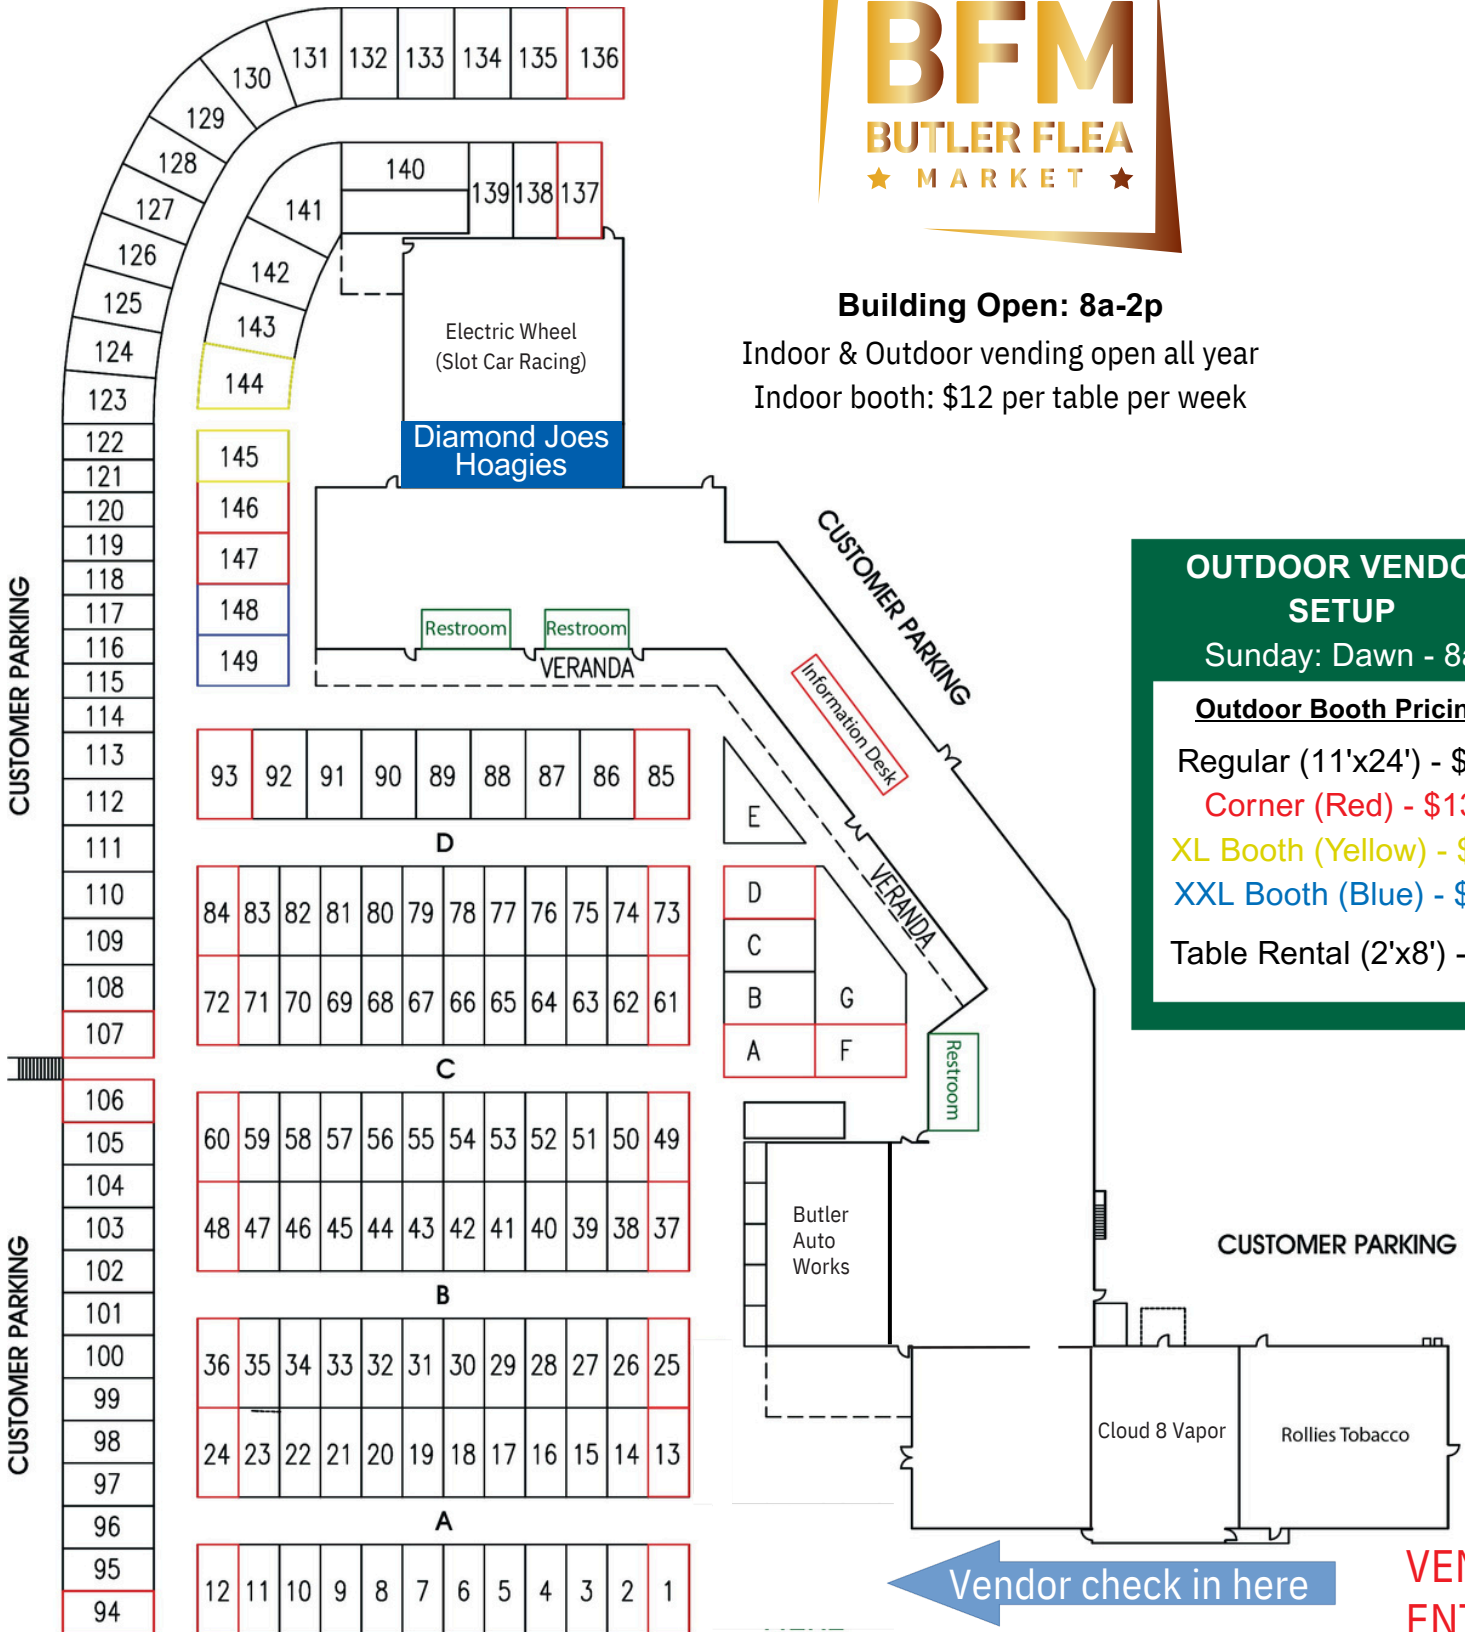 BFM
BUTLER FLEA
MARKET
Building Open: 8a-2p
Indoor & Outdoor vending open all year
Indoor booth: $12 per table per week
OUTDOOR
SETUP
Sunday: Dawn -
Outdoor Booth
Regular (11'x24') -
Corner (Red) -
XL Booth (Yellow) -
XXL Booth (Blue) -
Table Rental (2'x8') -
131 132 133 134 135 136
130
129
128
127
126
125
124
123
122
121
120
119
118
117
116
115
114
113
112
111
110
109
108
107
106
105
104
103
102
101
100
99
98
97
96
95
94
140 139 138 137
141
142
143
144
145
146
147
148
149
Electric Wheel
(Slot Car Racing)
Diamond Joes
Hoagies
Restroom Restroom
VERANDA
CUSTOMER PARKING
Information Desk
VERANDA
CUSTOMER PARKING
CUSTOMER PARKING
93 92 91 90 89 88 87 86 85
D
84 83 82 81 80 79 78 77 76 75 74 73
72 71 70 69 68 67 66 65 64 63 62 61
C
60 59 58 57 56 55 54 53 52 51 50 49
48 47 46 45 44 43 42 41 40 39 38 37
B
36 35 34 33 32 31 30 29 28 27 26 25
24 23 22 21 20 19 18 17 16 15 14 13
A
12 11 10 9 8 7 6 5 4 3 2 1
E
D
C
B G
A F
Restroom
Butler
Auto
Works
CUSTOMER PARKING
Cloud 8 Vapor
Rollies Tobacco
Vendor check in here